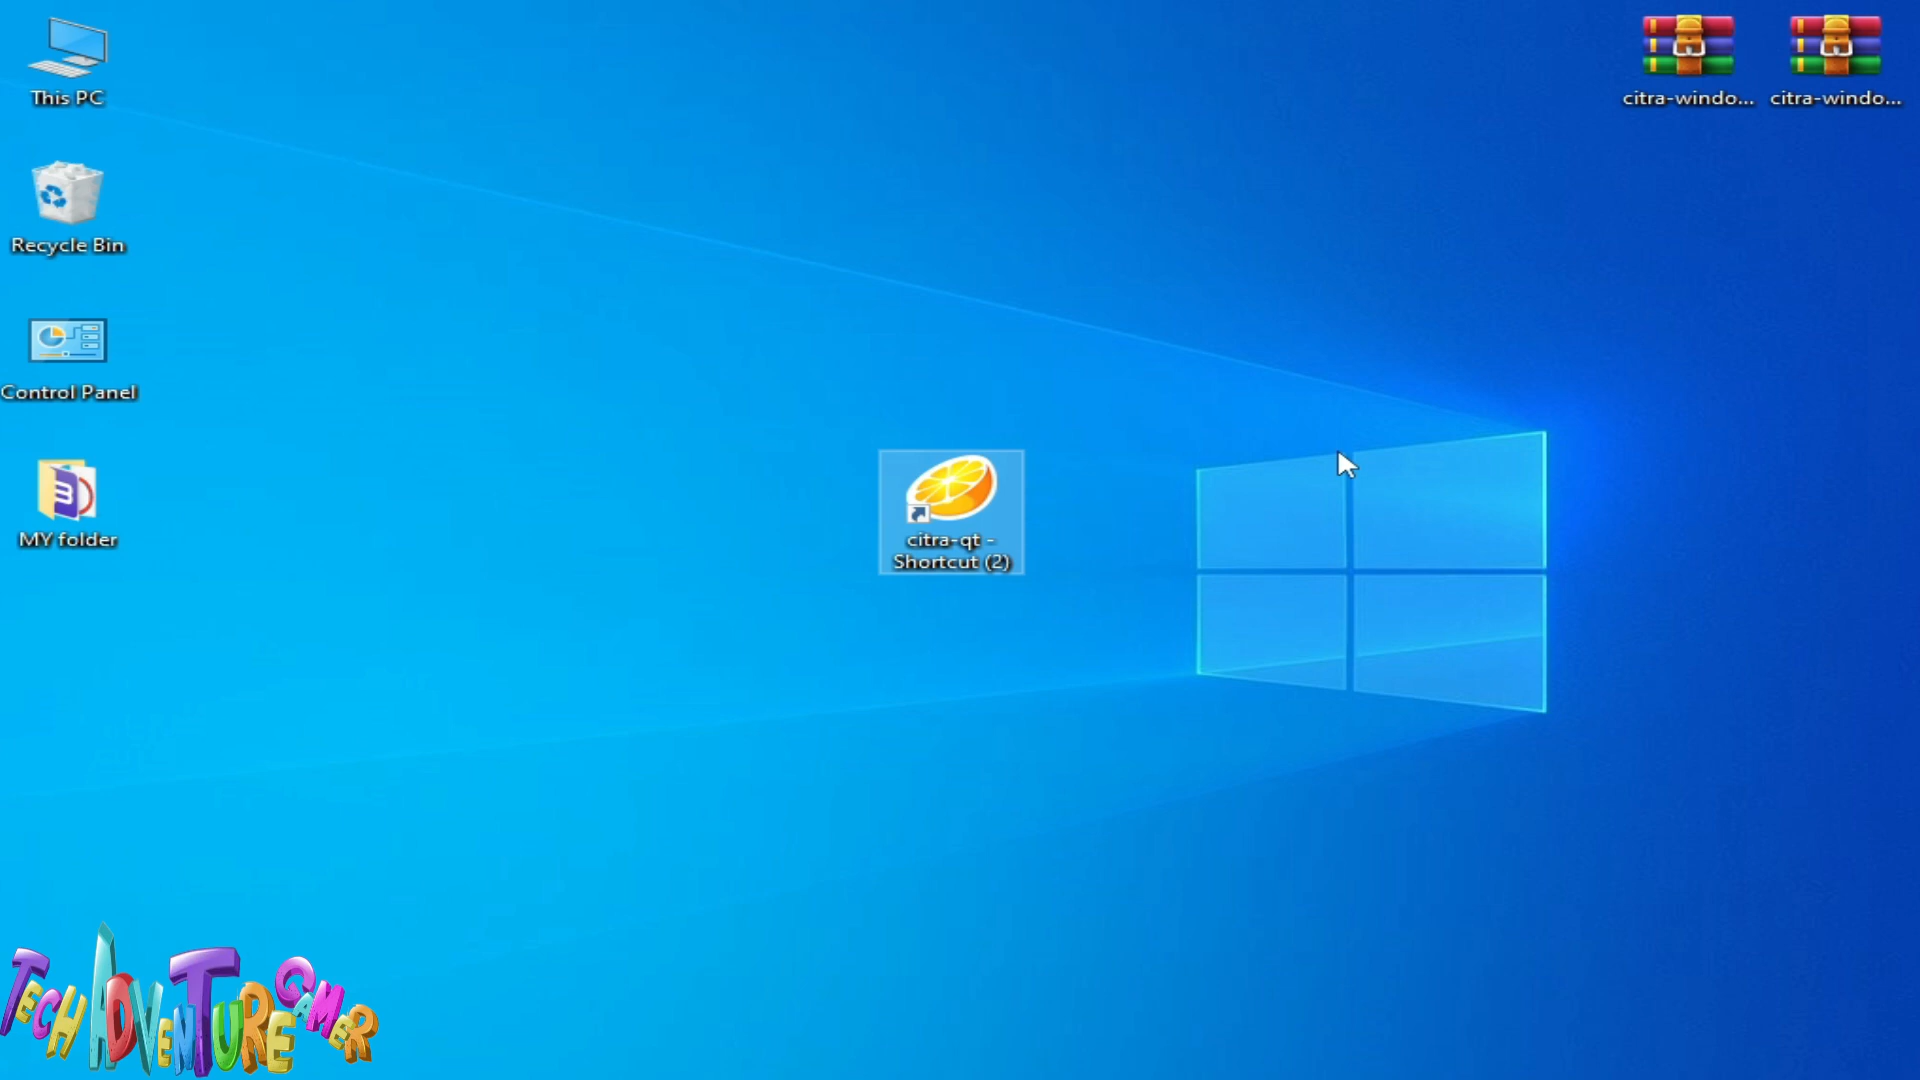 This PC
citra-windo...
citra-windo...
Recycle Bin
Control Panel
MY folder
citra-qt -
Shortcut (2)
TECH ADVENTURE GAMER